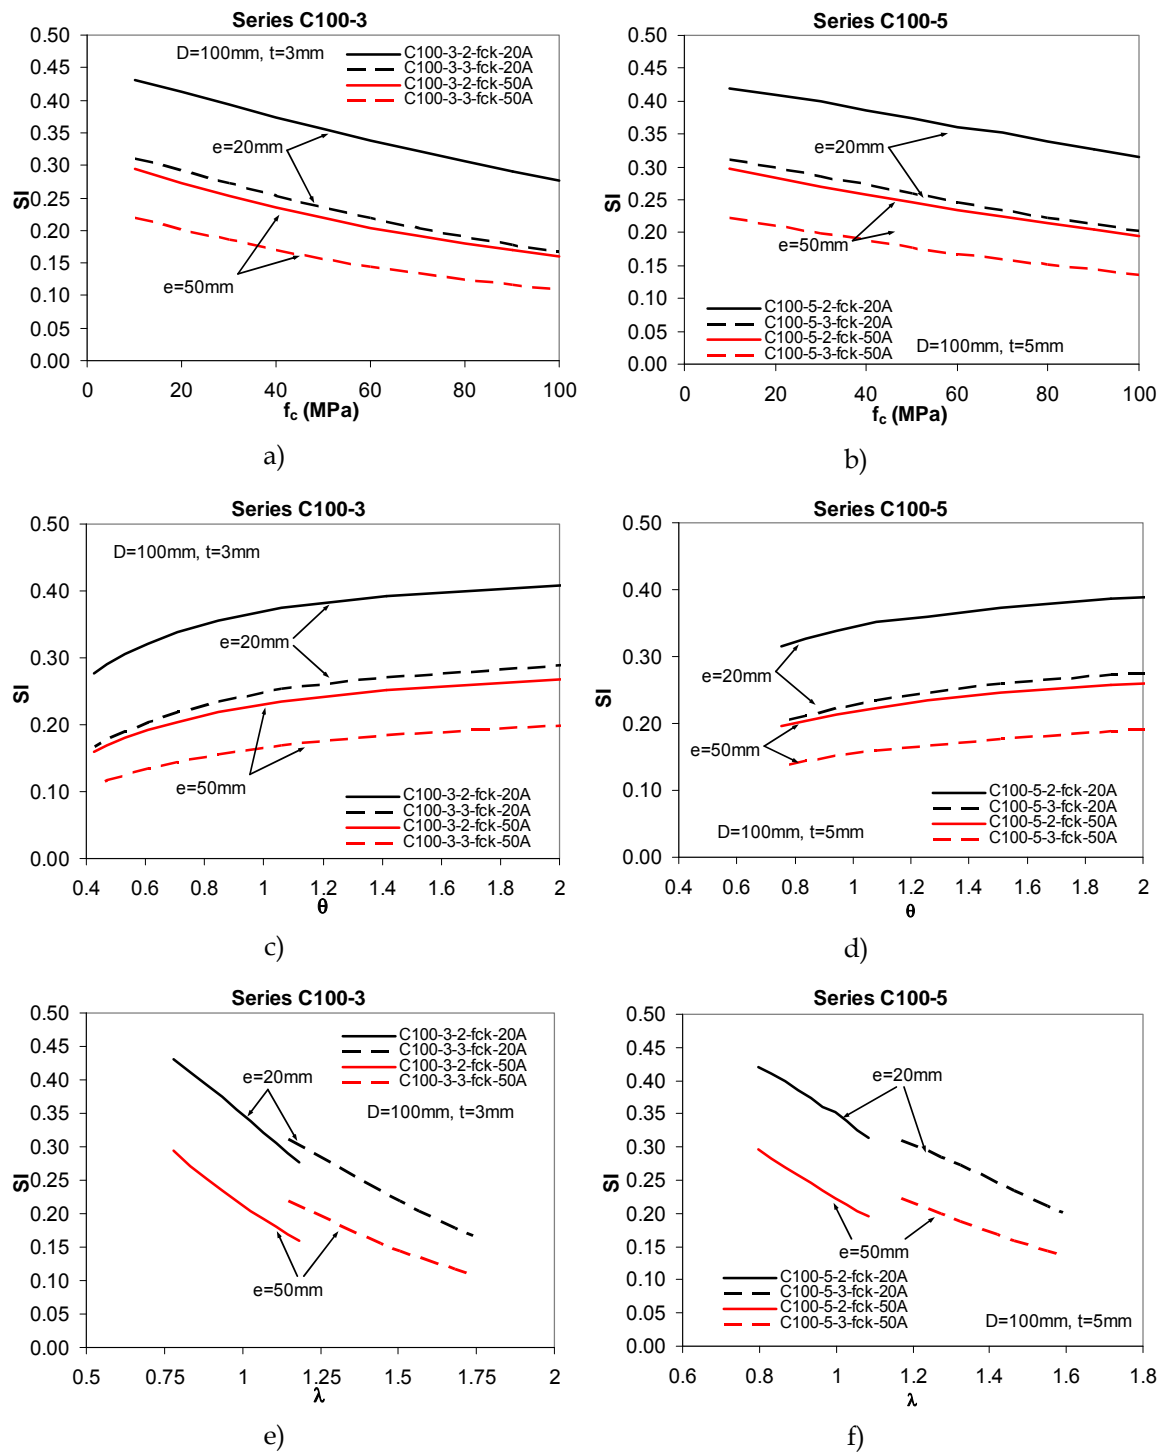 Series C100-3
D=100mm, t=3mm
C100-3-2-fck-20A
C100-3-3-fck-20A
C100-3-2-fck-50A
C100-3-3-fck-50A
0.50
0.45
0.40
0.35
0.30
0.25
0.20
0.15
0.10
0.05
0.00
SI
e=20mm
e=50mm
0 20 40 60 80 100
fc (MPa)
a)
Series C100-5
0.50
0.45
0.40
0.35
0.30
0.25
0.20
0.15
0.10
0.05
0.00
SI
e=20mm
e=50mm
C100-5-2-fck-20A
C100-5-3-fck-20A
C100-5-2-fck-50A
C100-5-3-fck-50A
D=100mm, t=5mm
0 20 40 60 80 100
fc (MPa)
b)
Series C100-3
D=100mm, t=3mm
0.50
0.40
0.30
0.20
0.10
0.00
SI
e=20mm
e=50mm
C100-3-2-fck-20A
C100-3-3-fck-20A
C100-3-2-fck-50A
C100-3-3-fck-50A
0.4 0.6 0.8 1 1.2 1.4 1.6 1.8 2
θ
c)
Series C100-5
0.50
0.40
0.30
0.20
0.10
0.00
SI
e=20mm
e=50mm
C100-5-2-fck-20A
C100-5-3-fck-20A
C100-5-2-fck-50A
C100-5-3-fck-50A
D=100mm, t=5mm
0.4 0.6 0.8 1 1.2 1.4 1.6 1.8 2
θ
d)
Series C100-3
C100-3-2-fck-20A
C100-3-3-fck-20A
C100-3-2-fck-50A
C100-3-3-fck-50A
D=100mm, t=3mm
0.50
0.45
0.40
0.35
0.30
0.25
0.20
0.15
0.10
0.05
0.00
SI
e=20mm
e=50mm
0.5 0.75 1 1.25 1.5 1.75 2
λ
e)
Series C100-5
0.50
0.45
0.40
0.35
0.30
0.25
0.20
0.15
0.10
0.05
0.00
SI
e=20mm
e=50mm
C100-5-2-fck-20A
C100-5-3-fck-20A
C100-5-2-fck-50A
C100-5-3-fck-50A
D=100mm, t=5mm
0.6 0.8 1 1.2 1.4 1.6 1.8
λ
f)